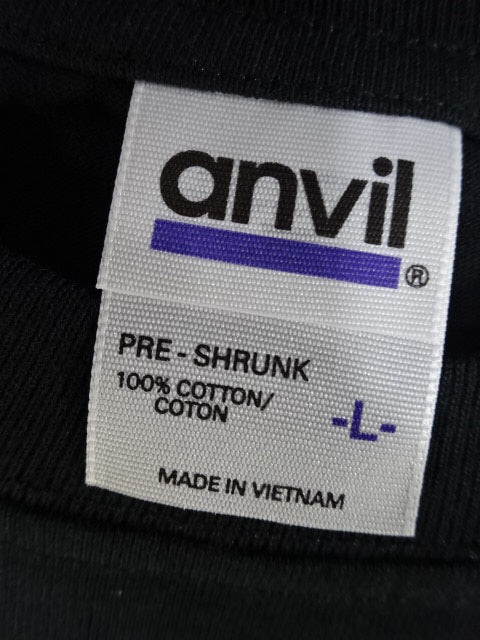 anvil
®
PRE - SHRUNK
100% COTTON/
COTON
-L-
MADE IN VIETNAM